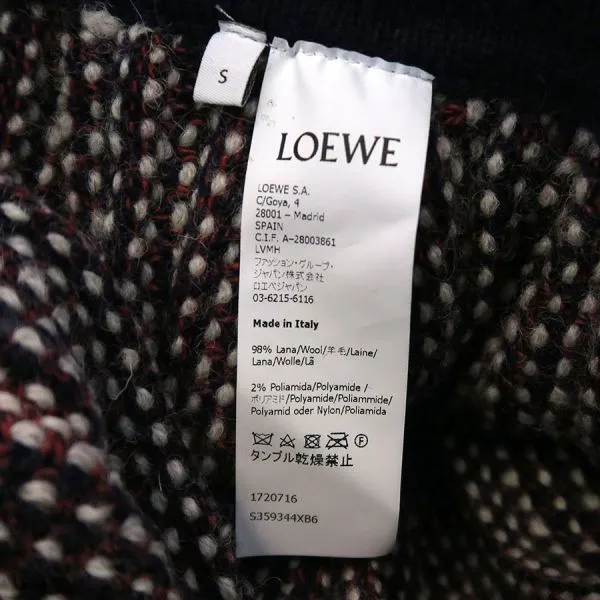 S
LOEWE
LOEWE S.A.
C/Goya, 4
28001 – Madrid
SPAIN
C.I.F. A-28003861
LVMH
ファッション・グループ・
ジャパン株式会社
ロエベジャパン
03-6215-6116
Made in Italy
98% Lana/Wool/羊毛/Laine/
Lana/Wolle/Lã
2% Poliamida/Polyamide/
ポリアミド/Polyamide/Poliammide/
Polyamid oder Nylon/Poliamida
F
タンブル乾燥禁止
1720716
S359344XB6